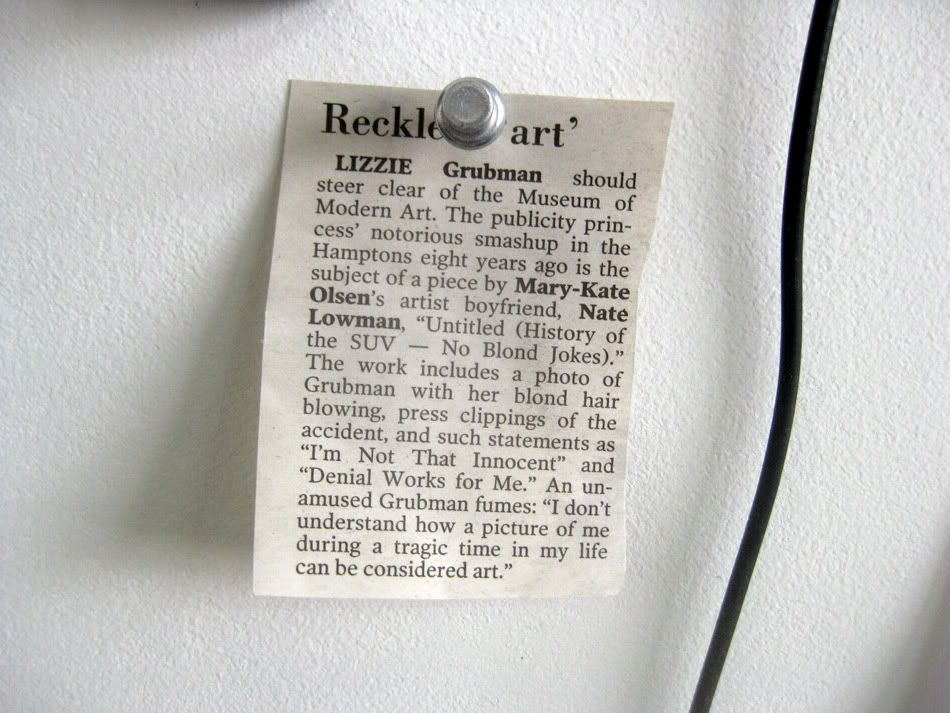 Reckle art’
LIZZIE Grubman should
steer clear of the Museum of
Modern Art. The publicity prin-
cess’ notorious smashup in the
Hamptons eight years ago is the
subject of a piece by Mary-Kate
Olsen’s artist boyfriend, Nate
Lowman, “Untitled (History of
the SUV — No Blond Jokes).”
The work includes a photo of
Grubman with her blond hair
blowing, press clippings of the
accident, and such statements as
“I’m Not That Innocent” and
“Denial Works for Me.” An un-
amused Grubman fumes: “I don’t
understand how a picture of me
during a tragic time in my life
can be considered art.”